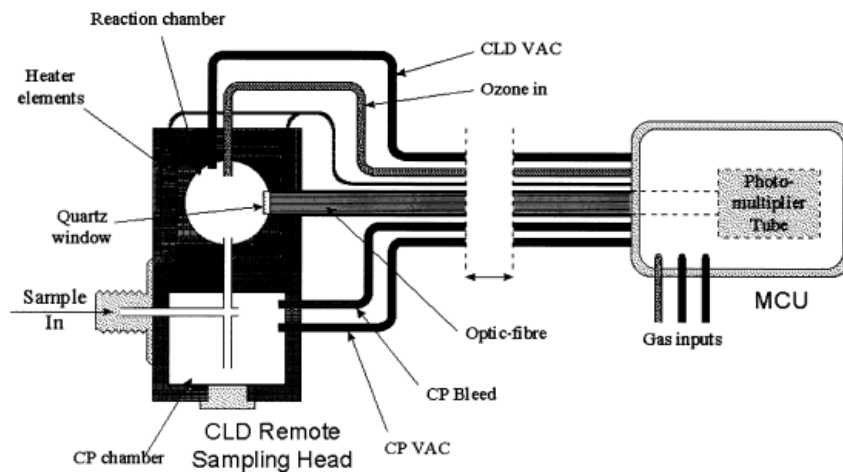 Reaction chamber
CLD VAC
Heater
elements
Ozone in
Photo-
multiplier
Tube
Quartz
window
MCU
Sample
In
Optic-fibre
Gas inputs
CP Bleed
CP chamber
CLD Remote
Sampling Head
CP VAC